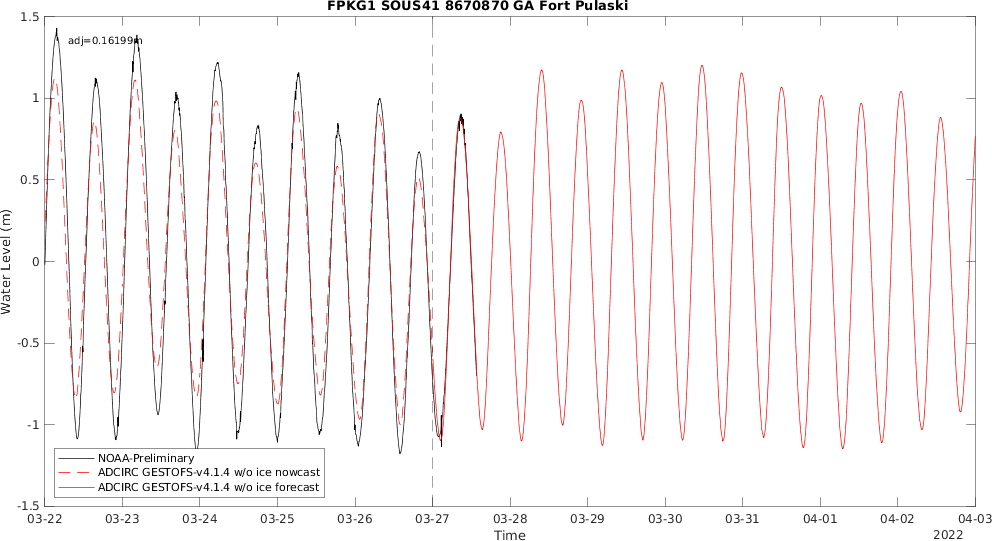 FPKG1 SOUS41 8670870 GA Fort Pulaski
adj=0.16199m
1.5
1
0.5
0
-0.5
-1
-1.5
Water Level (m)
NOAA-Preliminary
ADCIRC GESTOFS-v4.1.4 w/o ice nowcast
ADCIRC GESTOFS-v4.1.4 w/o ice forecast
03-22 03-23 03-24 03-25 03-26 03-27 03-28 03-29 03-30 03-31 04-01 04-02 04-03
Time
2022